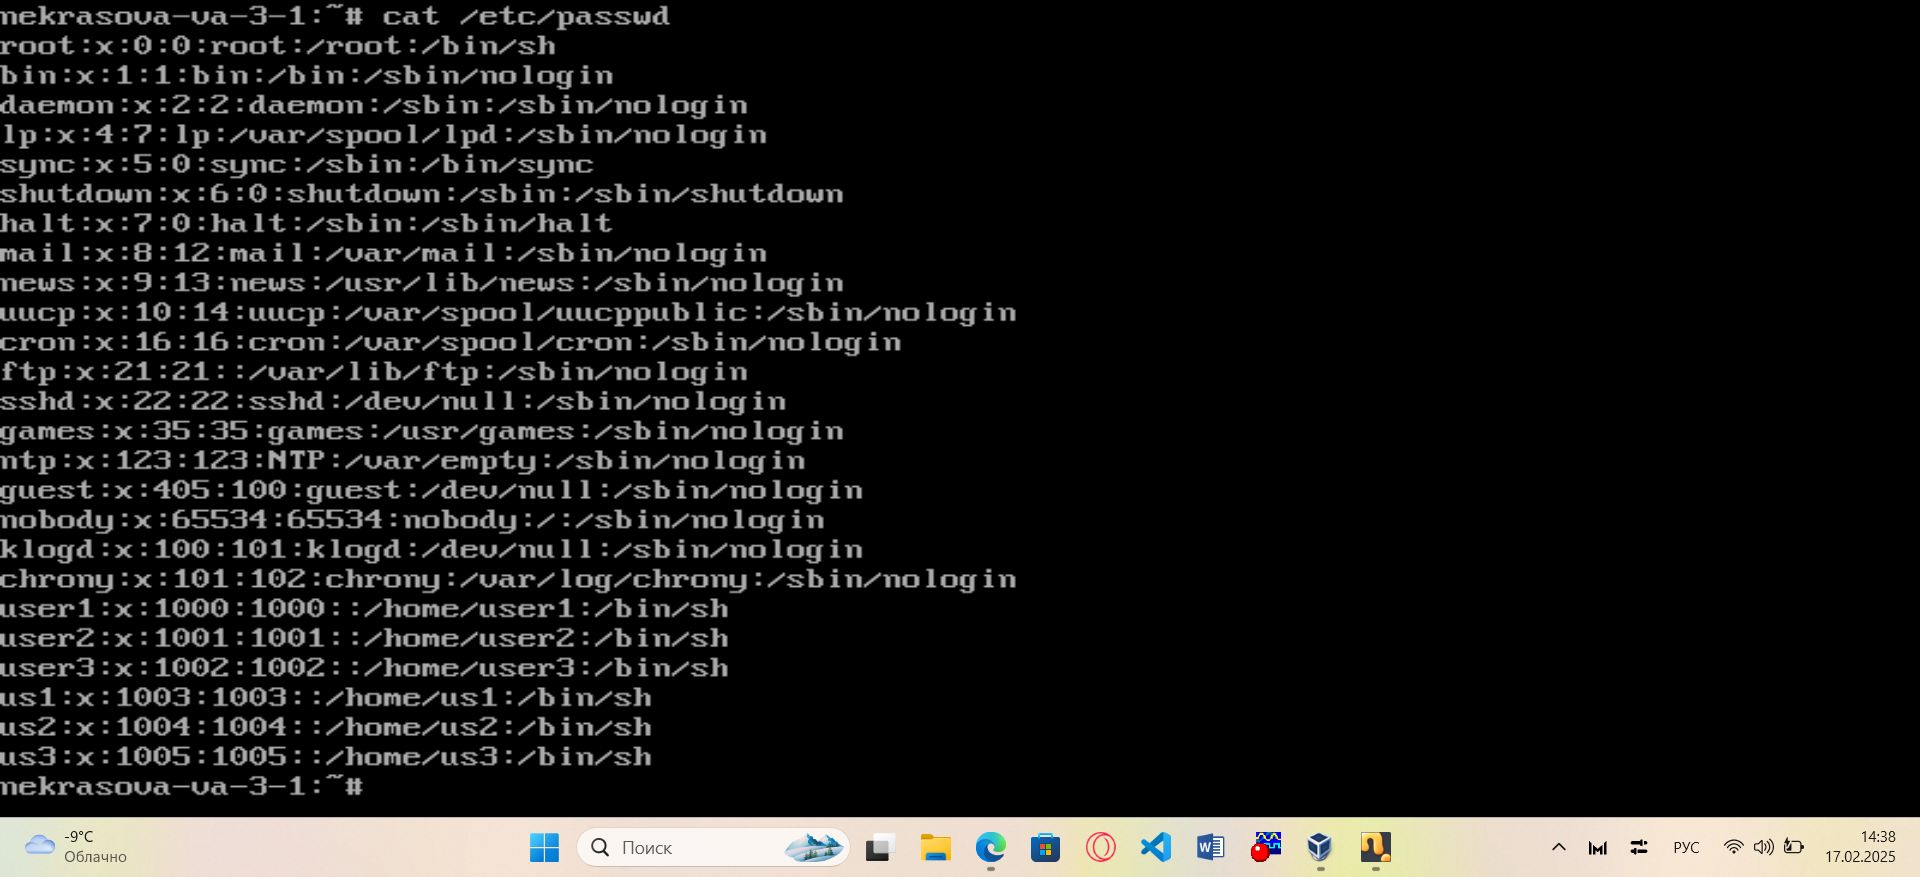 nekrasova-va-3-1:~# cat /etc/passwd
root:x:0:0:root:/root:/bin/sh
bin:x:1:1:bin:/bin:/sbin/nologin
daemon:x:2:2:daemon:/sbin:/sbin/nologin
lp:x:4:7:lp:/var/spool/lpd:/sbin/nologin
sync:x:5:0:sync:/sbin:/bin/sync
shutdown:x:6:0:shutdown:/sbin:/sbin/shutdown
halt:x:7:0:halt:/sbin:/sbin/halt
mail:x:8:12:mail:/var/mail:/sbin/nologin
news:x:9:13:news:/usr/lib/news:/sbin/nologin
uucp:x:10:14:uucp:/var/spool/uucppublic:/sbin/nologin
cron:x:16:16:cron:/var/spool/cron:/sbin/nologin
ftp:x:21:21::/var/lib/ftp:/sbin/nologin
sshd:x:22:22:sshd:/dev/null:/sbin/nologin
games:x:35:35:games:/usr/games:/sbin/nologin
ntp:x:123:123:NTP:/var/empty:/sbin/nologin
guest:x:405:100:guest:/dev/null:/sbin/nologin
nobody:x:65534:65534:nobody:/:/sbin/nologin
klogd:x:100:101:klogd:/dev/null:/sbin/nologin
chrony:x:101:102:chrony:/var/log/chrony:/sbin/nologin
user1:x:1000:1000::/home/user1:/bin/sh
user2:x:1001:1001::/home/user2:/bin/sh
user3:x:1002:1002::/home/user3:/bin/sh
us1:x:1003:1003::/home/us1:/bin/sh
us2:x:1004:1004::/home/us2:/bin/sh
us3:x:1005:1005::/home/us3:/bin/sh
nekrasova-va-3-1:~#
-9°C
Облачно
Поиск
РУС
14:38
17.02.2025